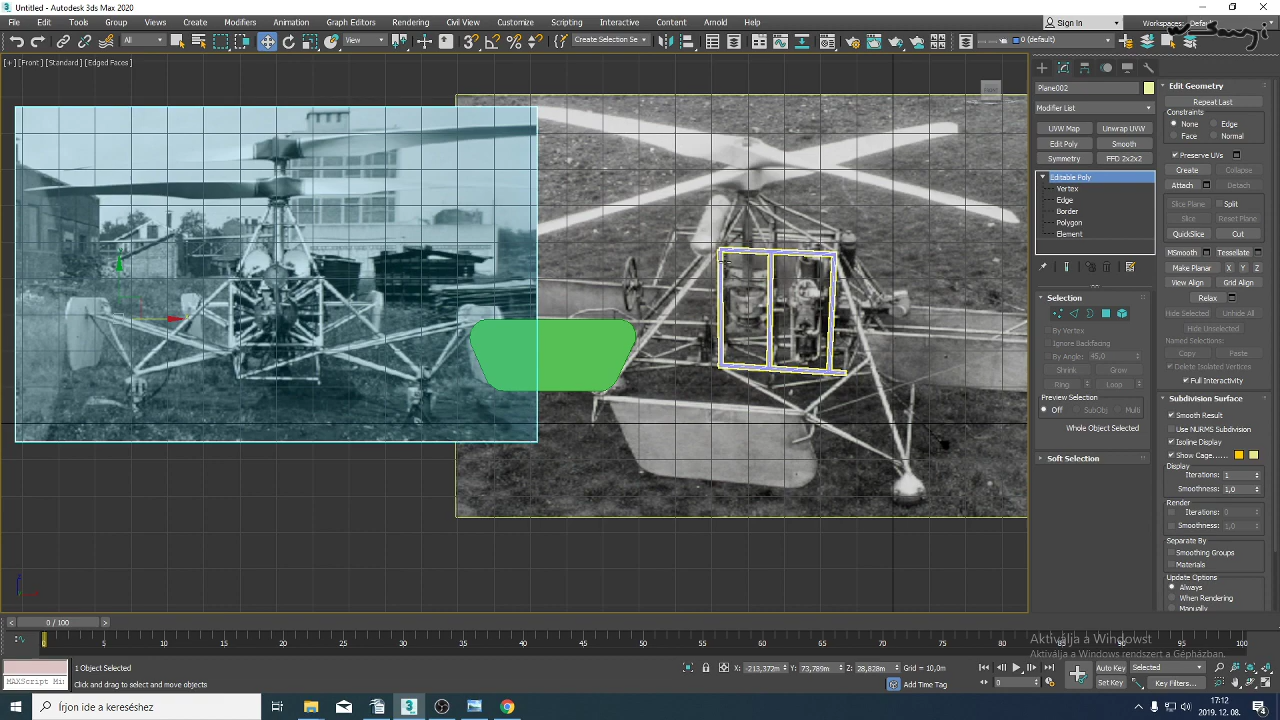 Untitled - Autodesk 3ds Max 2020
File Edit Tools Group Views Create Modifiers Animation Graph Editors Rendering Civil View Customize Scripting Interactive Content Arnold Help
Sign In
Workspaces:
All
View
Create Selection Se
0 (default)
[+] [Front] [Standard] [Edged Faces]
FRONT
Plane002
Modifier List
UVW Map Unwrap UVW
Edit Poly Smooth
Symmetry FFD 2x2x2
Editable Poly
Vertex
Edge
Border
Polygon
Element
Selection
By Vertex
Ignore Backfacing
By Angle: 45,0
Shrink Grow
Ring Loop
Preview Selection
Off SubObj Multi
Whole Object Selected
Soft Selection
Edit Geometry
Repeat Last
Constraints
None Edge
Face Normal
Preserve UVs
Create Collapse
Attach Detach
Slice Plane Split
Slice Reset Plane
QuickSlice Cut
MSmooth Tessellate
Make Planar X Y Z
View Align Grid Align
Relax
Hide Selected Unhide All
Hide Unselected
Named Selections:
Copy Paste
Delete Isolated Vertices
Full Interactivity
Subdivision Surface
Smooth Result
Use NURMS Subdivision
Isoline Display
Show Cage......
Display
Iterations: 1
Smoothness: 1,0
Render
Iterations: 0
Smoothness: 1,0
Separate By
Smoothing Groups
Materials
Update Options
Always
When Rendering
Manually
< 0 / 100 >
0 5 10 15 20 25 30 35 40 45 50 55 60 65 70 75 80 85 90 95 100
Aktiválja a Windowst
Aktiválja a Windows rendszert a Gépházban.
MAXScript Mi
1 Object Selected
Click and drag to select and move objects
X: -213,372m Y: 73,789m Z: 28,828m Grid = 10,0m
Add Time Tag
0
Auto Key Selected
Set Key Key Filters...
Írjon ide a kereséshez
17:12
2019. 12. 08.